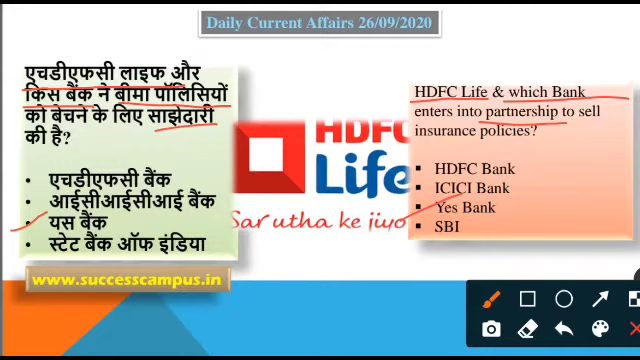 Daily Current Affairs 26/09/2020
एचडीएफसी लाइफ और
किस बैंक ने बीमा पॉलिसियों
को बेचने के लिए साझेदारी
की है?
• एचडीएफसी बैंक
• आईसीआईसीआई बैंक
• यस बैंक
• स्टेट बैंक ऑफ इंडिया
www.successcampus.in
HDFC
Life
Sar utha ke jiyo
HDFC Life & which Bank
enters into partnership to sell
insurance policies?
▪ HDFC Bank
▪ ICICI Bank
▪ Yes Bank
▪ SBI